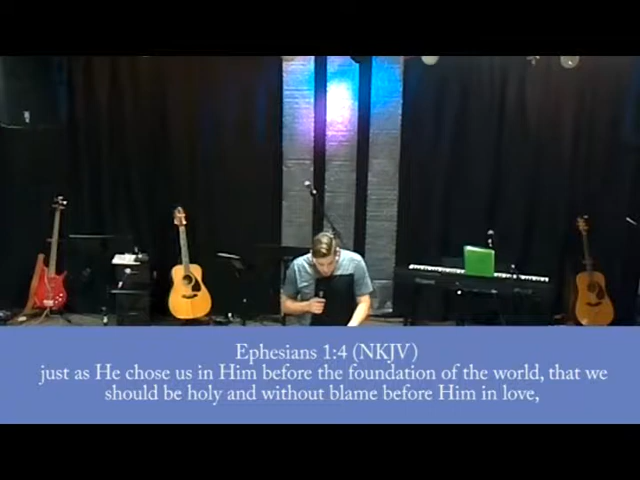 Ephesians 1:4 (NKJV)
just as He chose us in Him before the foundation of the world, that we
should be holy and without blame before Him in love,